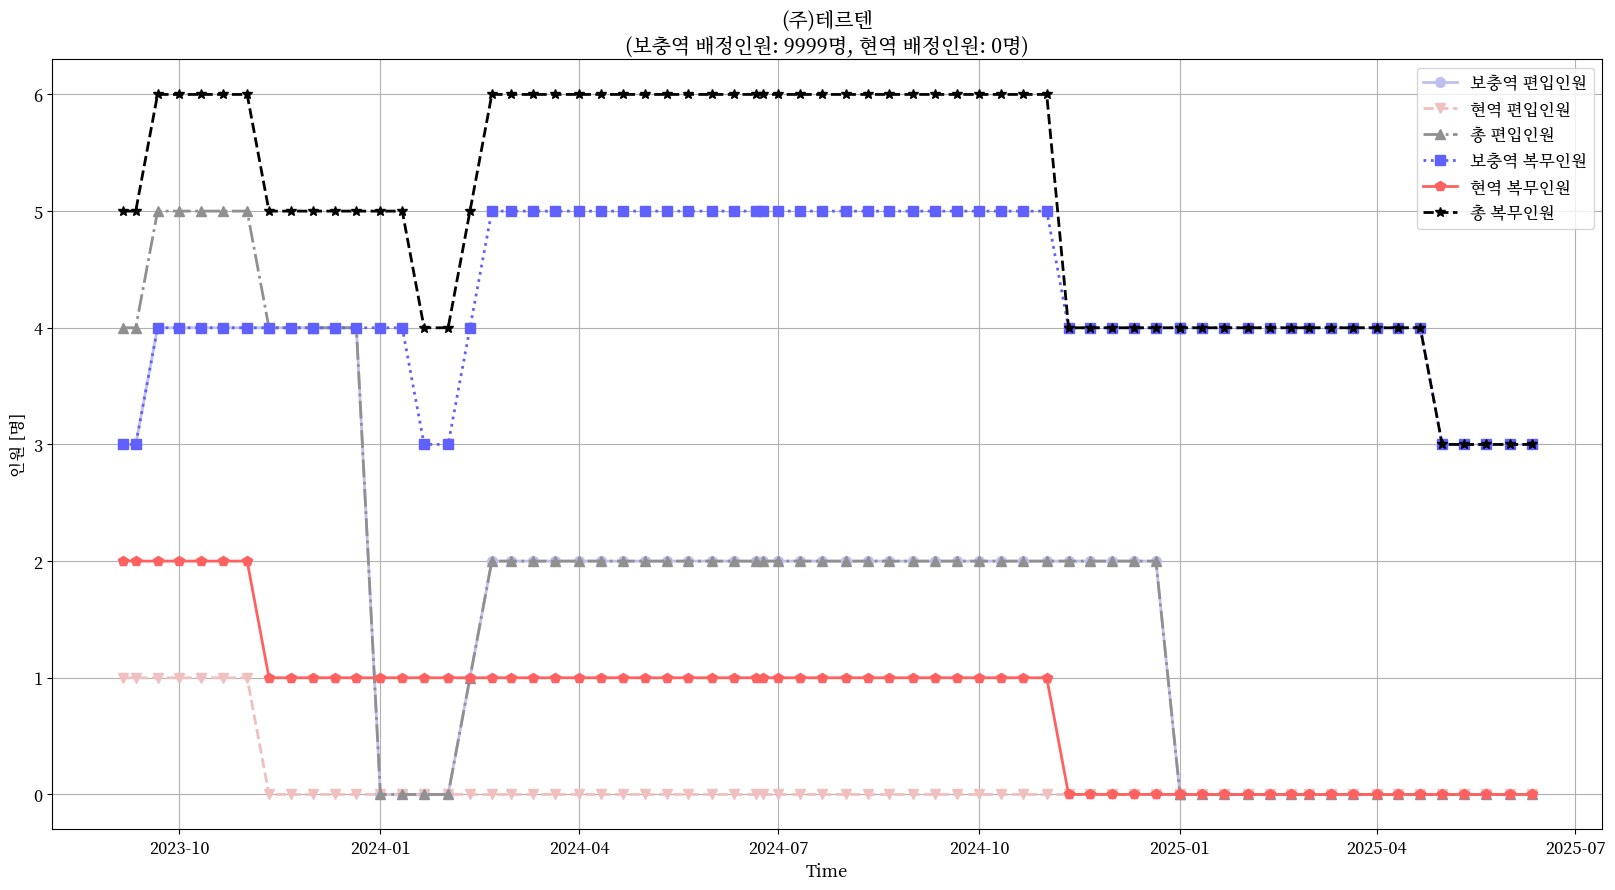 (주)테르텐
(보충역 배정인원: 9999명, 현역 배정인원: 0명)
보충역 편입인원
현역 편입인원
총 편입인원
보충역 복무인원
현역 복무인원
총 복무인원
인원 [명]
6
5
4
3
2
1
0
2023-10
2024-01
2024-04
2024-07
2024-10
2025-01
2025-04
2025-07
Time